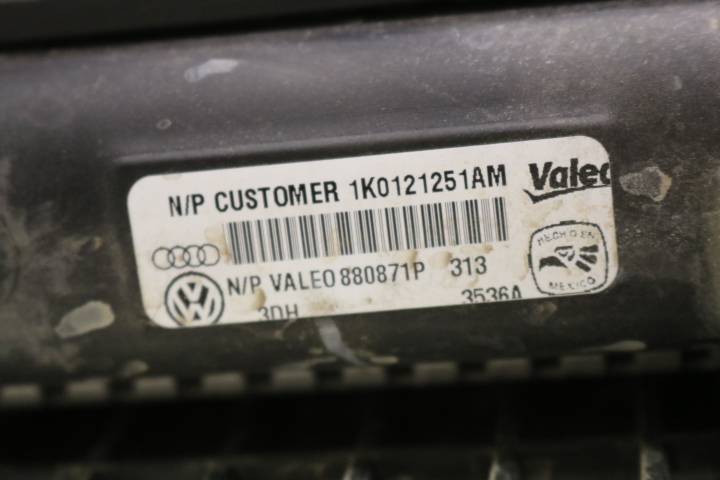 N/P CUSTOMER 1K0121251AM
Valeo
N/P VALEO 880871P 313
HECHO EN
MEXICO
3DH 3536A